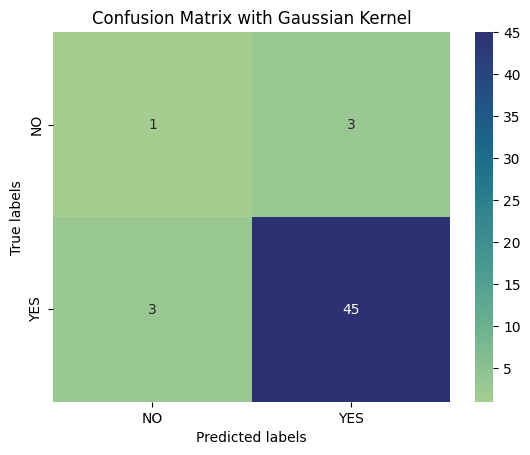 Confusion Matrix with Gaussian Kernel
True labels
NO
YES
1
3
3
45
NO
YES
Predicted labels
45
40
35
30
25
20
15
10
5